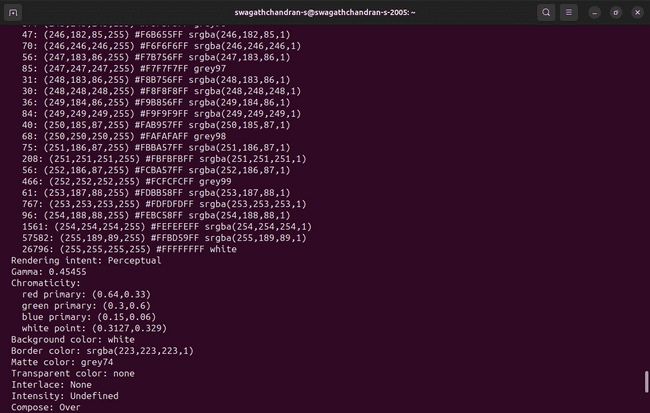 swagathchandran-s@swagathchandran-s-2005: ~
47: (246,182,85,255) #F6B655FF srgba(246,182,85,1)
70: (246,246,246,255) #F6F6F6FF srgba(246,246,246,1)
56: (247,183,86,255) #F7B756FF srgba(247,183,86,1)
85: (247,247,247,255) #F7F7F7FF grey97
31: (248,183,86,255) #F8B756FF srgba(248,183,86,1)
30: (248,248,248,255) #F8F8F8FF srgba(248,248,248,1)
36: (249,184,86,255) #F9B856FF srgba(249,184,86,1)
84: (249,249,249,255) #F9F9F9FF srgba(249,249,249,1)
40: (250,185,87,255) #FAB957FF srgba(250,185,87,1)
68: (250,250,250,255) #FAFAFAFF grey98
75: (251,186,87,255) #FBBA57FF srgba(251,186,87,1)
208: (251,251,251,255) #FBFBFBFF srgba(251,251,251,1)
56: (252,186,87,255) #FCBA57FF srgba(252,186,87,1)
466: (252,252,252,255) #FCFCFCFF grey99
61: (253,187,88,255) #FDBB58FF srgba(253,187,88,1)
767: (253,253,253,255) #FDFDFDFF srgba(253,253,253,1)
96: (254,188,88,255) #FEBC58FF srgba(254,188,88,1)
1561: (254,254,254,255) #FEFEFEFF srgba(254,254,254,1)
57582: (255,189,89,255) #FFBD59FF srgba(255,189,89,1)
26796: (255,255,255,255) #FFFFFFFF white
Rendering intent: Perceptual
Gamma: 0.45455
Chromaticity:
red primary: (0.64,0.33)
green primary: (0.3,0.6)
blue primary: (0.15,0.06)
white point: (0.3127,0.329)
Background color: white
Border color: srgba(223,223,223,1)
Matte color: grey74
Transparent color: none
Interlace: None
Intensity: Undefined
Compose: Over